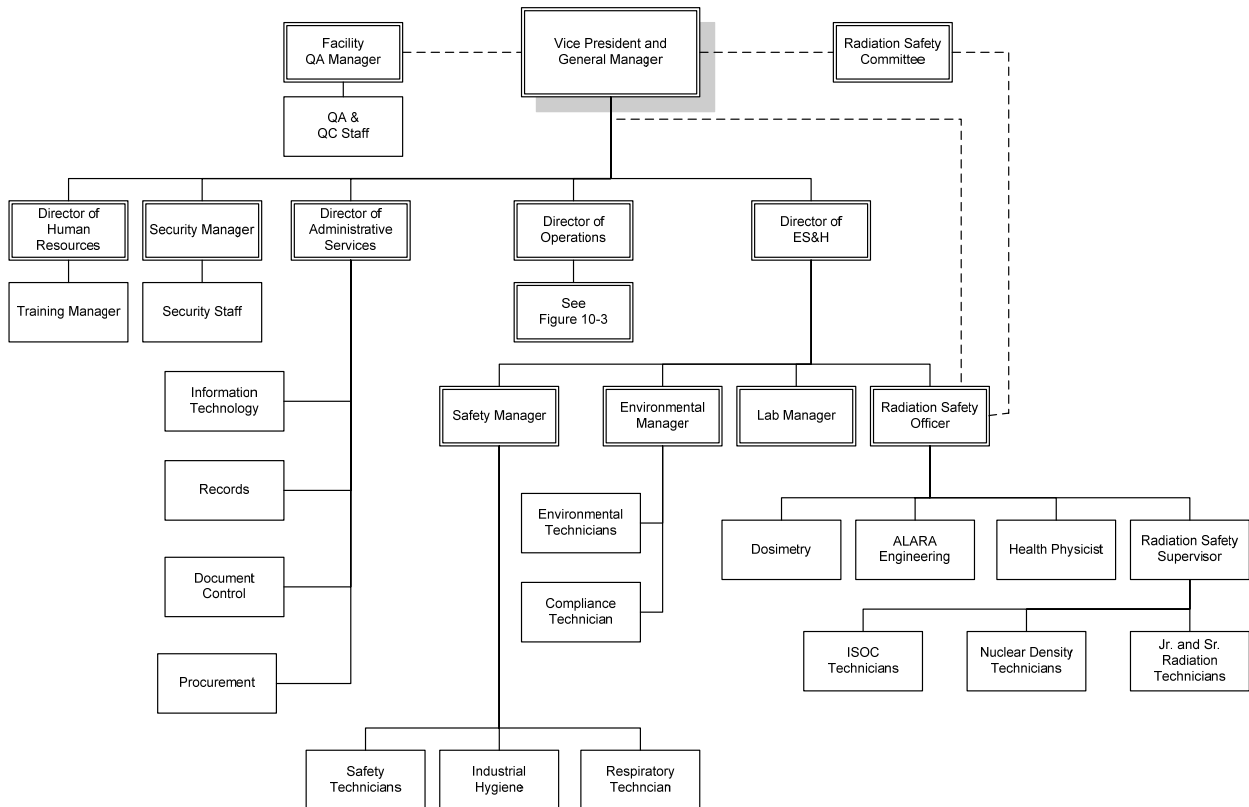 Facility
QA Manager
Vice President and
General Manager
Radiation Safety
Committee
QA &
QC Staff
Director of
Human
Resources
Security Manager
Director of
Administrative
Services
Director of
Operations
Director of
ES&H
Training Manager
Security Staff
See
Figure 10-3
Information
Technology
Safety Manager
Environmental
Manager
Lab Manager
Radiation Safety
Officer
Records
Environmental
Technicians
Dosimetry
ALARA
Engineering
Health Physicist
Radiation Safety
Supervisor
Document
Control
Compliance
Technician
ISOC
Technicians
Nuclear Density
Technicians
Jr. and Sr.
Radiation
Technicians
Procurement
Safety
Technicians
Industrial
Hygiene
Respiratory
Techncian